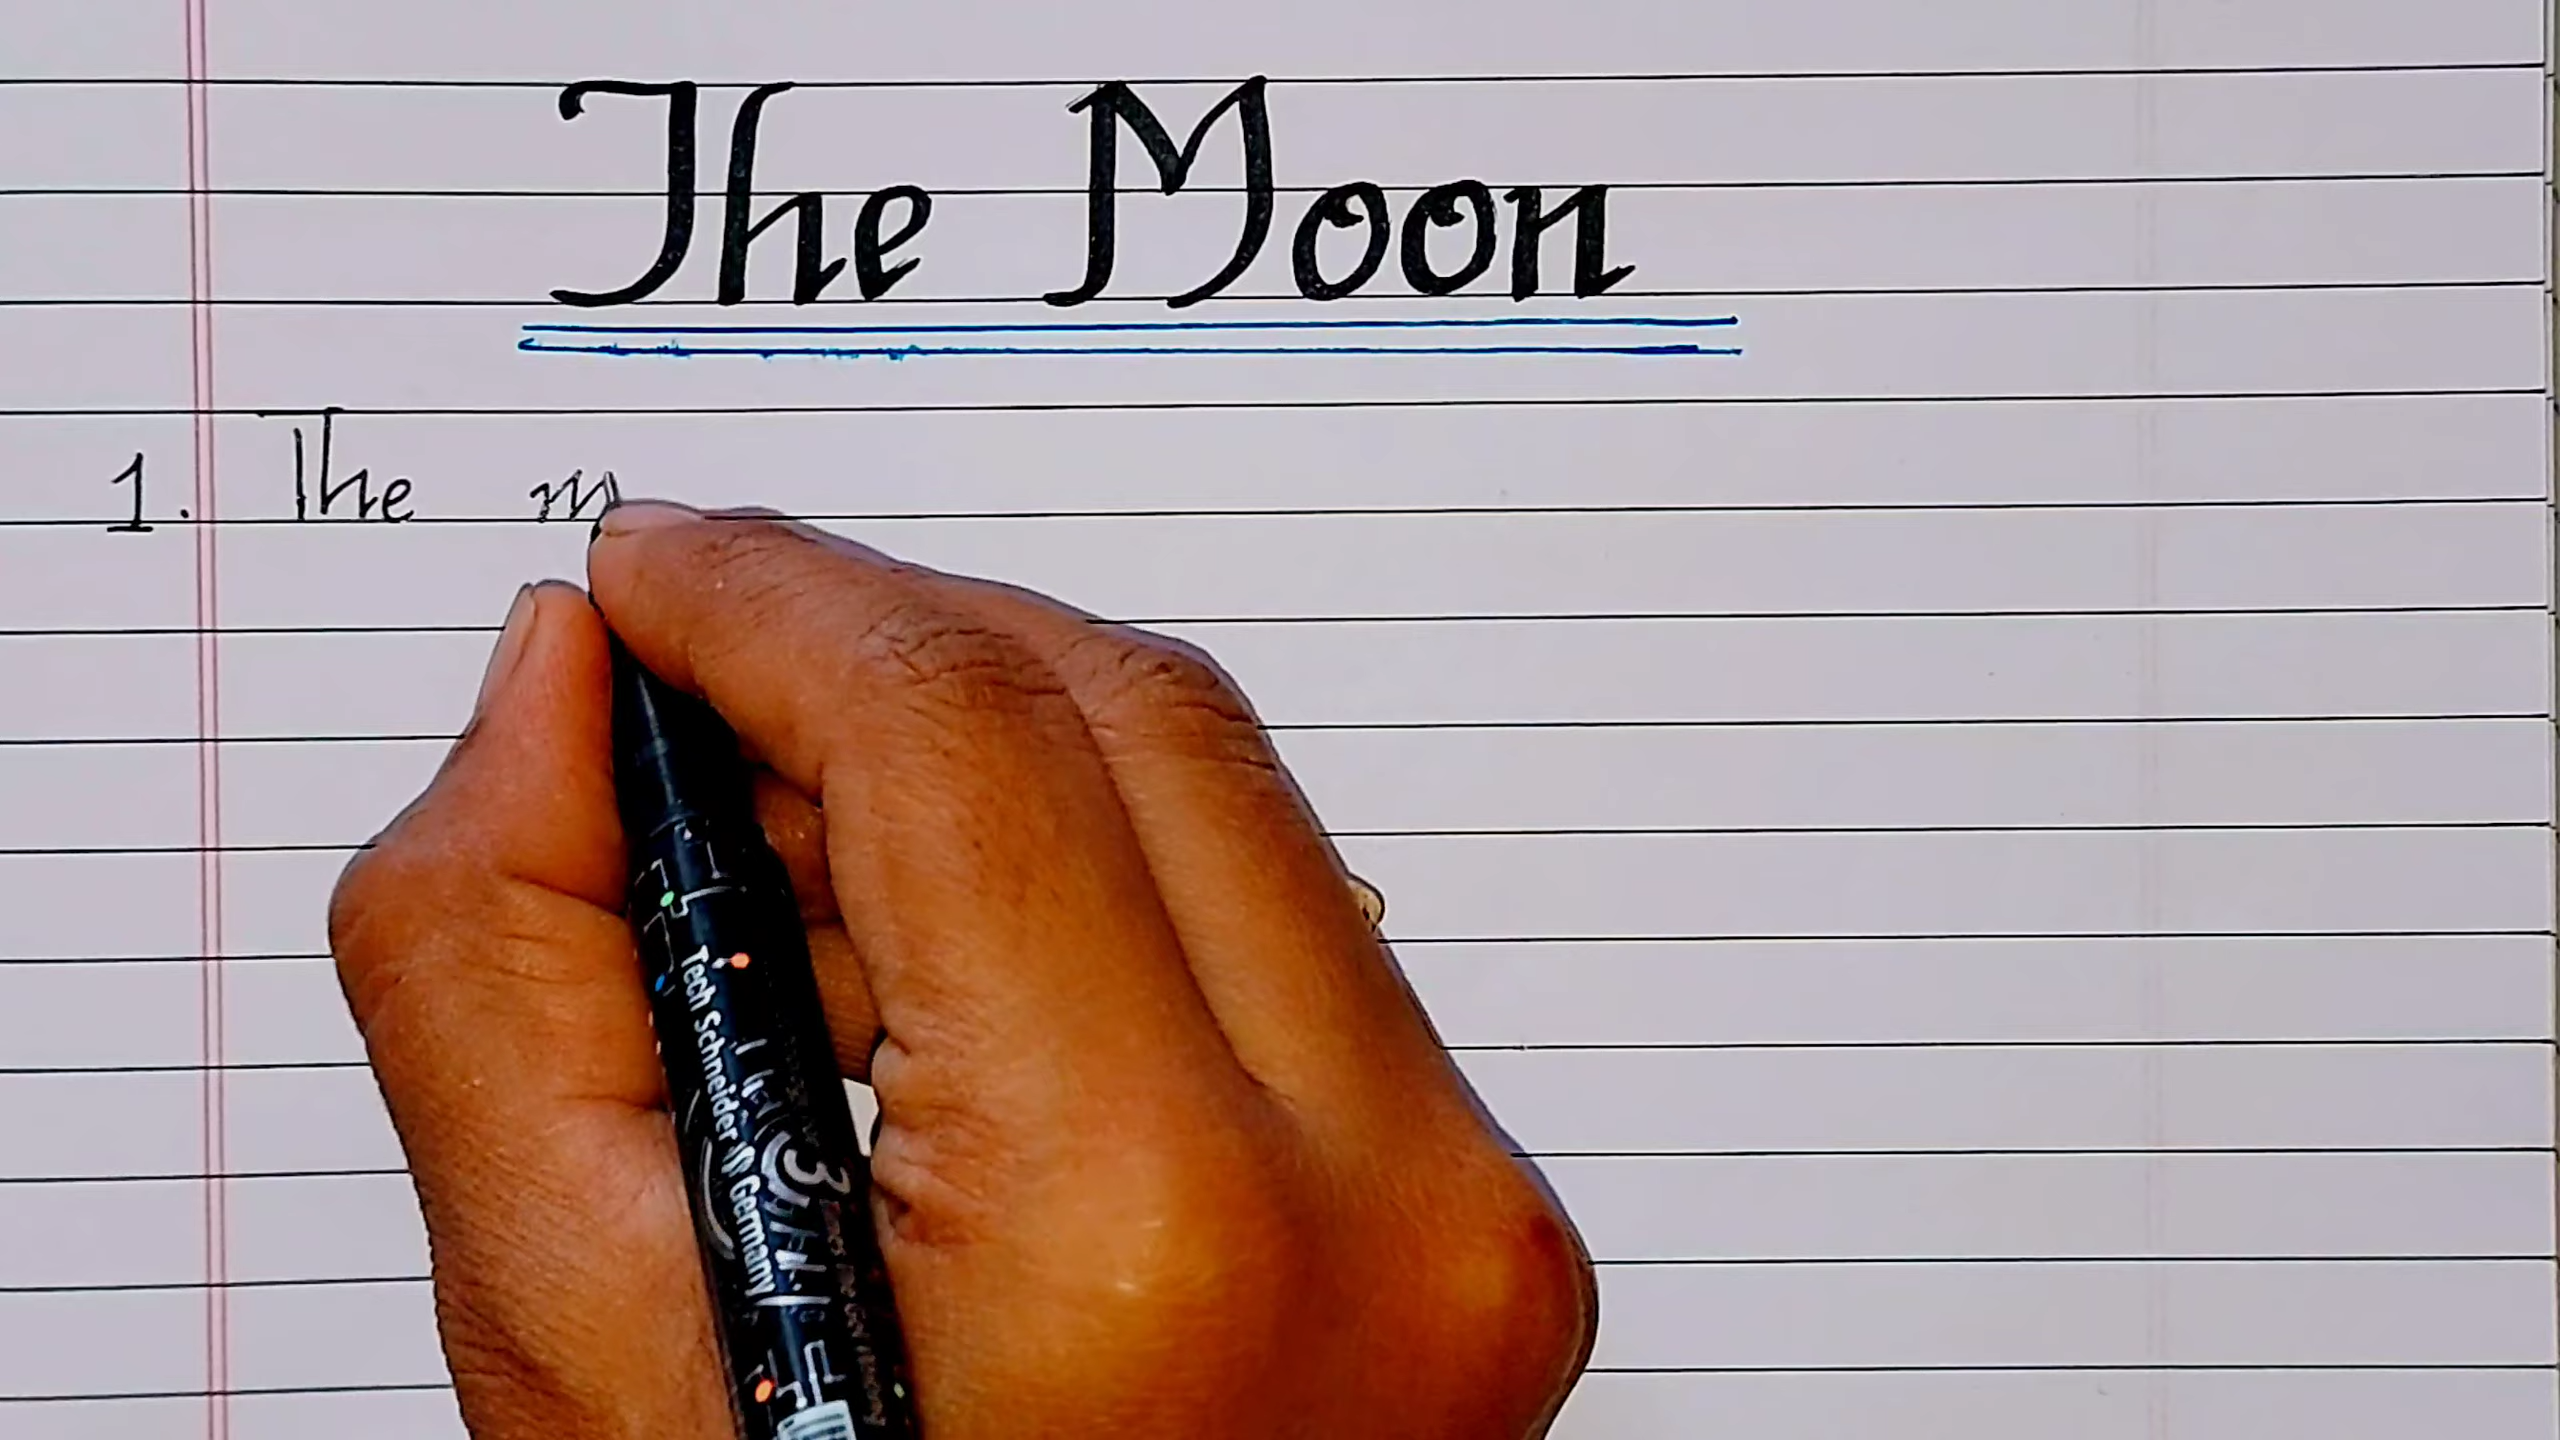 The Moon
1. The m
Tech Schneider Germany